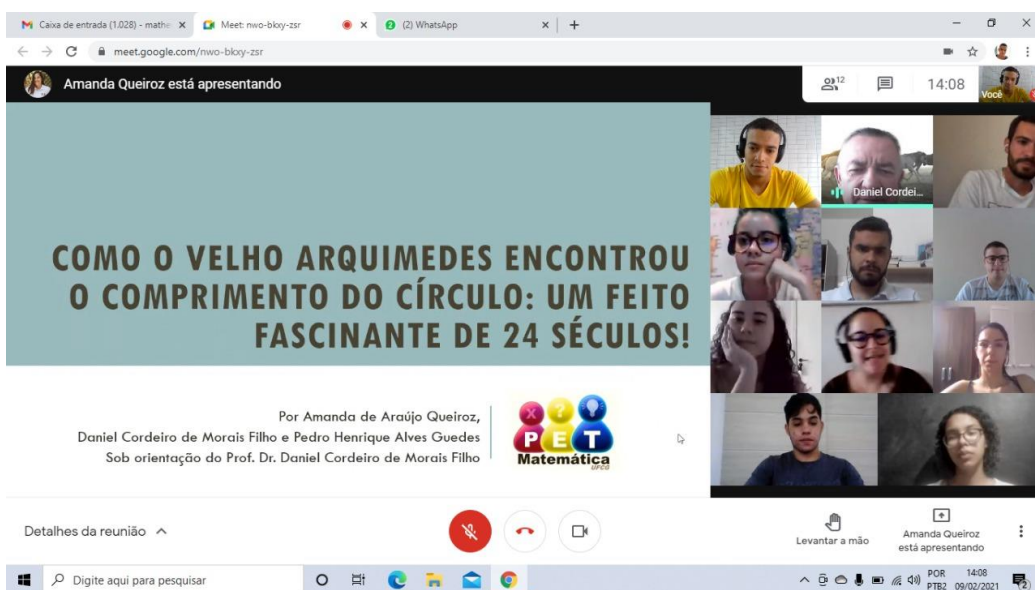 Caixa de entrada (1.028) - mathe
Meet: nwo-bkxy-zsr
(2) WhatsApp
meet.google.com/nwo-bkxy-zsr
Amanda Queiroz está apresentando
12
14:08
Você
Daniel Cordei...
COMO O VELHO ARQUIMEDES ENCONTROU
O COMPRIMENTO DO CÍRCULO: UM FEITO
FASCINANTE DE 24 SÉCULOS!
Por Amanda de Araújo Queiroz,
Daniel Cordeiro de Morais Filho e Pedro Henrique Alves Guedes
Sob orientação do Prof. Dr. Daniel Cordeiro de Morais Filho
X ?
PET
Matemática
UFCG
Detalhes da reunião
Levantar a mão
Amanda Queiroz
está apresentando
Digite aqui para pesquisar
POR
PTB2
14:08
09/02/2021
2